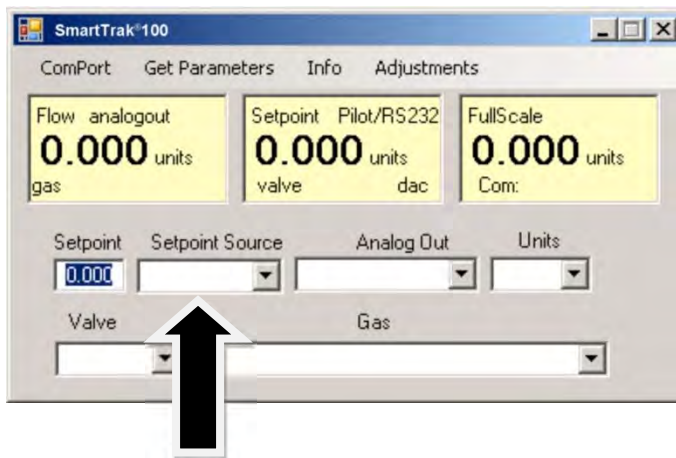 SmartTrak®100
ComPort Get Parameters Info Adjustments
Flow analogout
0.000 units
gas
Setpoint Pilot/RS232
0.000 units
valve dac
FullScale
0.000 units
Com:
Setpoint Setpoint Source Analog Out Units
0.000
Valve Gas